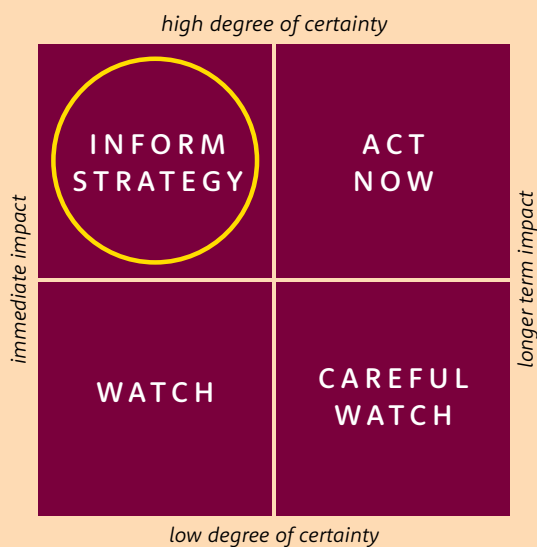 high degree of certainty
INFORM
STRATEGY
ACT
NOW
immediate impact
longer term impact
WATCH
CAREFUL
WATCH
low degree of certainty